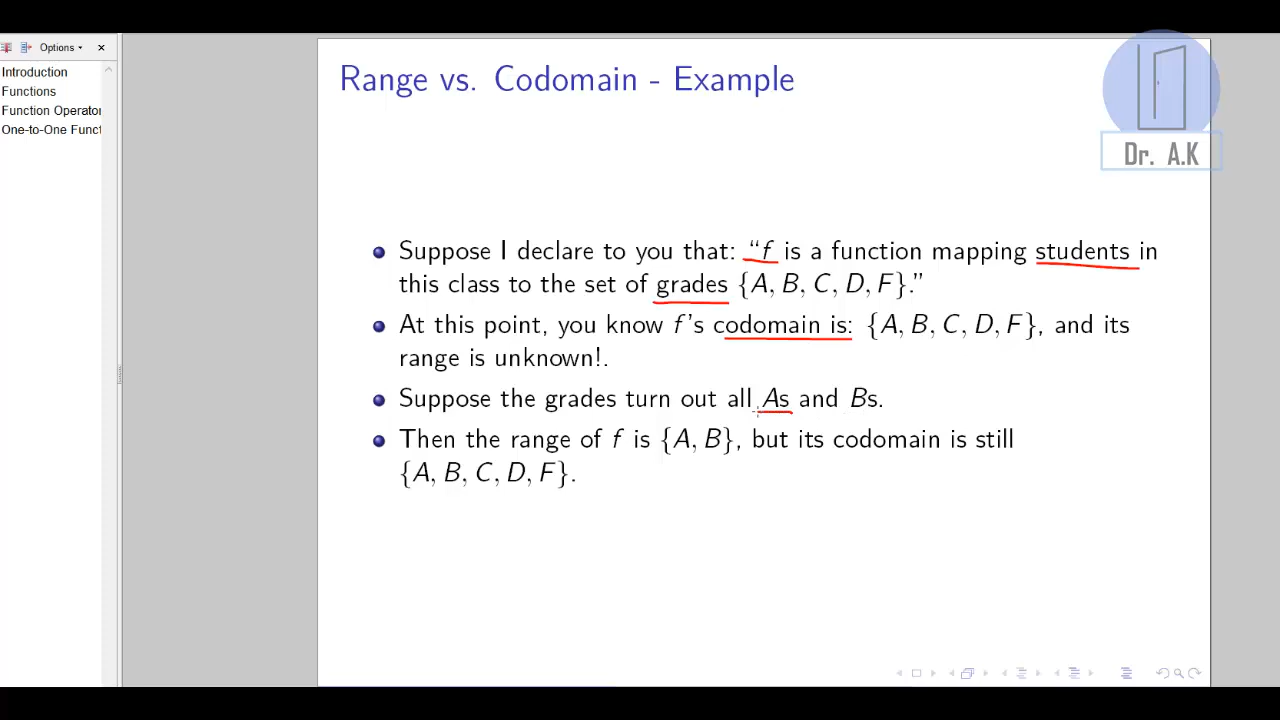 Options
Introduction
Functions
Function Operator
One-to-One Funct
Range vs. Codomain - Example
Dr. A.K
Suppose I declare to you that: “f is a function mapping students in
this class to the set of grades {A, B, C, D, F}.”
At this point, you know f’s codomain is: {A, B, C, D, F}, and its
range is unknown!.
Suppose the grades turn out all As and Bs.
Then the range of f is {A, B}, but its codomain is still
{A, B, C, D, F}.